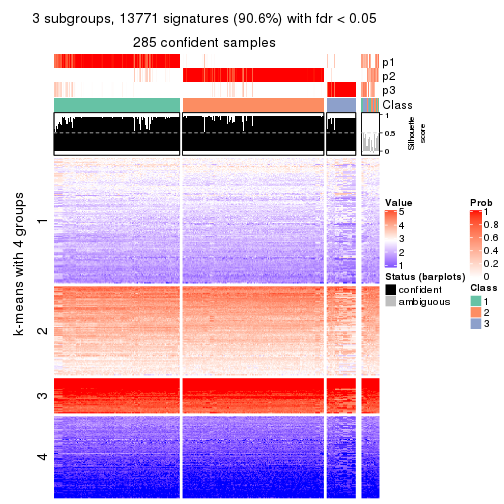 3 subgroups, 13771 signatures (90.6%) with fdr < 0.05
285 confident samples
p1
p2
p3
Class
1
0.5
0
Silhouette
score
k-means with 4 groups
1
2
3
4
Value
5
4
3
2
1
Status (barplots)
confident
ambiguous
Prob
1
0.8
0.6
0.4
0.2
0
Class
1
2
3